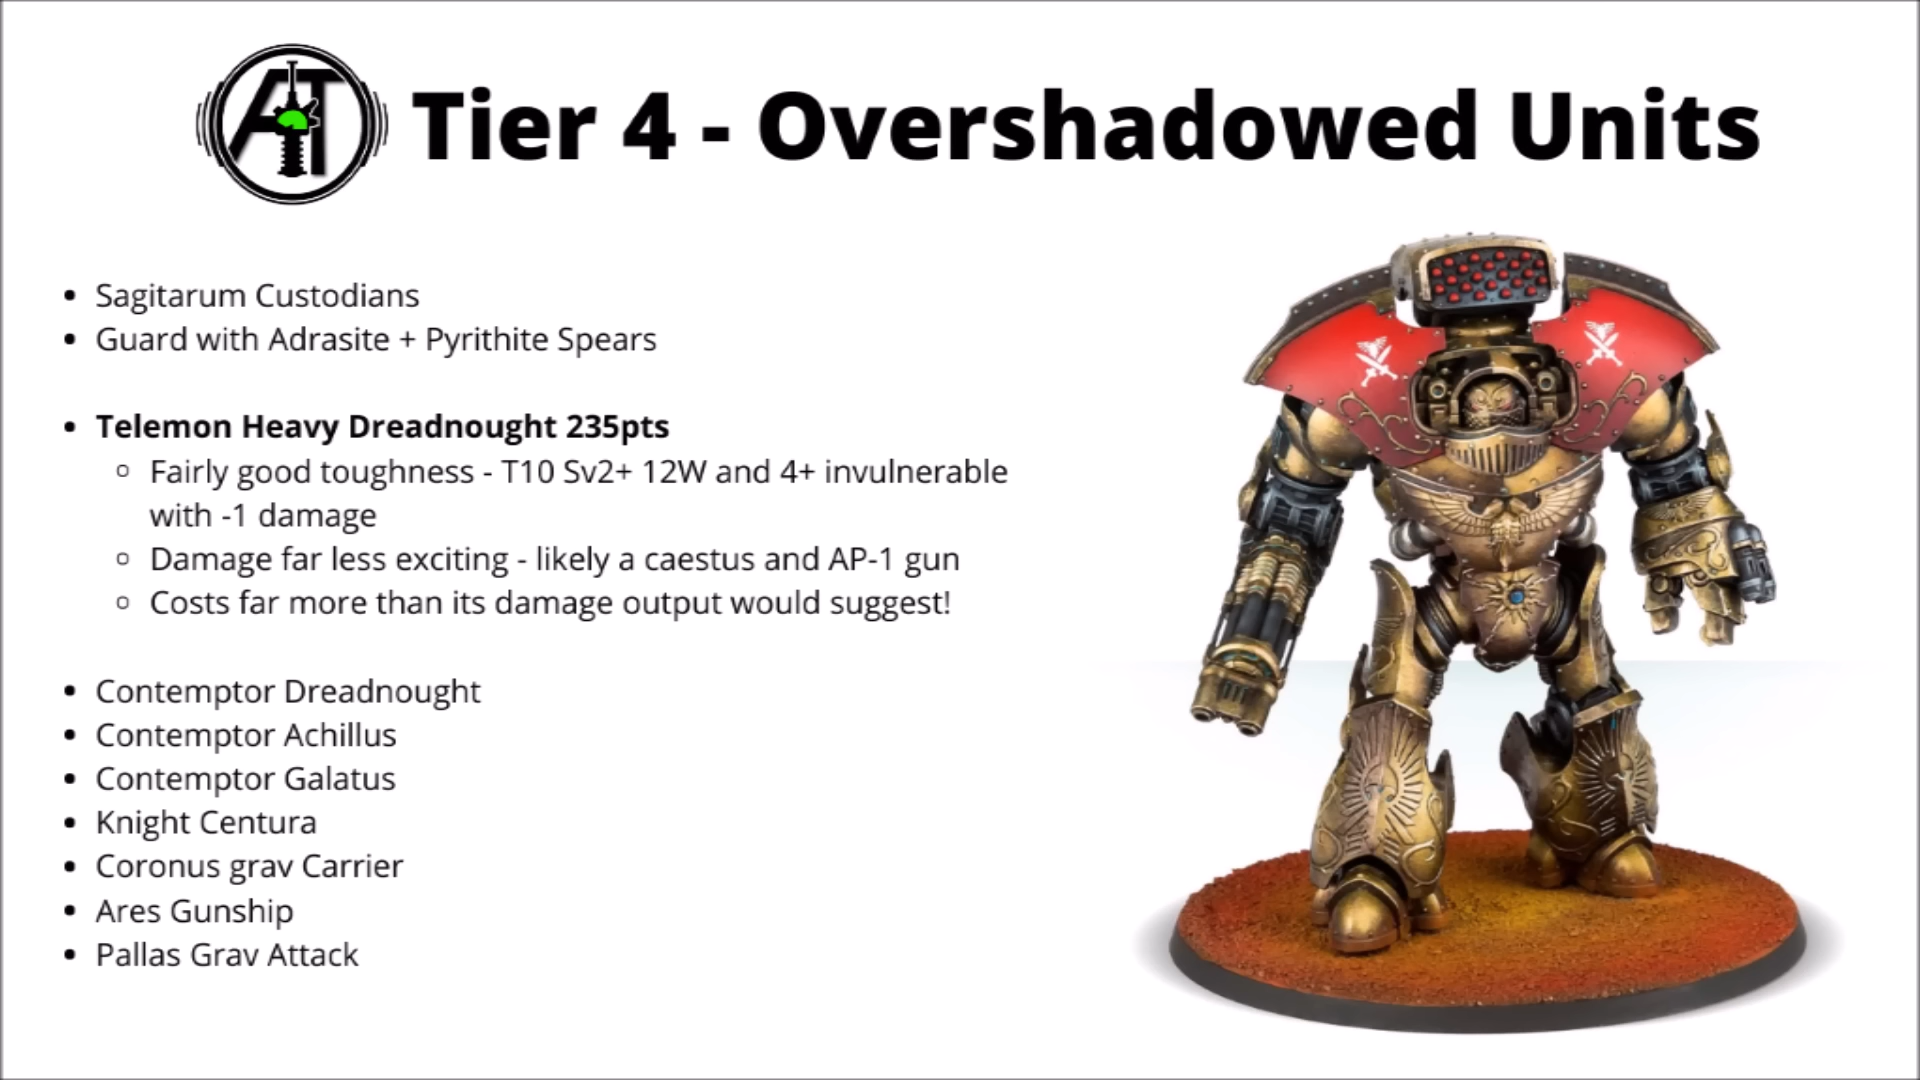 AT
Tier 4 - Overshadowed Units
• Sagitarum Custodians
• Guard with Adrasite + Pyrithite Spears
• Telemon Heavy Dreadnought 235pts
○ Fairly good toughness - T10 Sv2+ 12W and 4+ invulnerable
with -1 damage
○ Damage far less exciting - likely a caestus and AP-1 gun
○ Costs far more than its damage output would suggest!
• Contemptor Dreadnought
• Contemptor Achillus
• Contemptor Galatus
• Knight Centura
• Coronus grav Carrier
• Ares Gunship
• Pallas Grav Attack